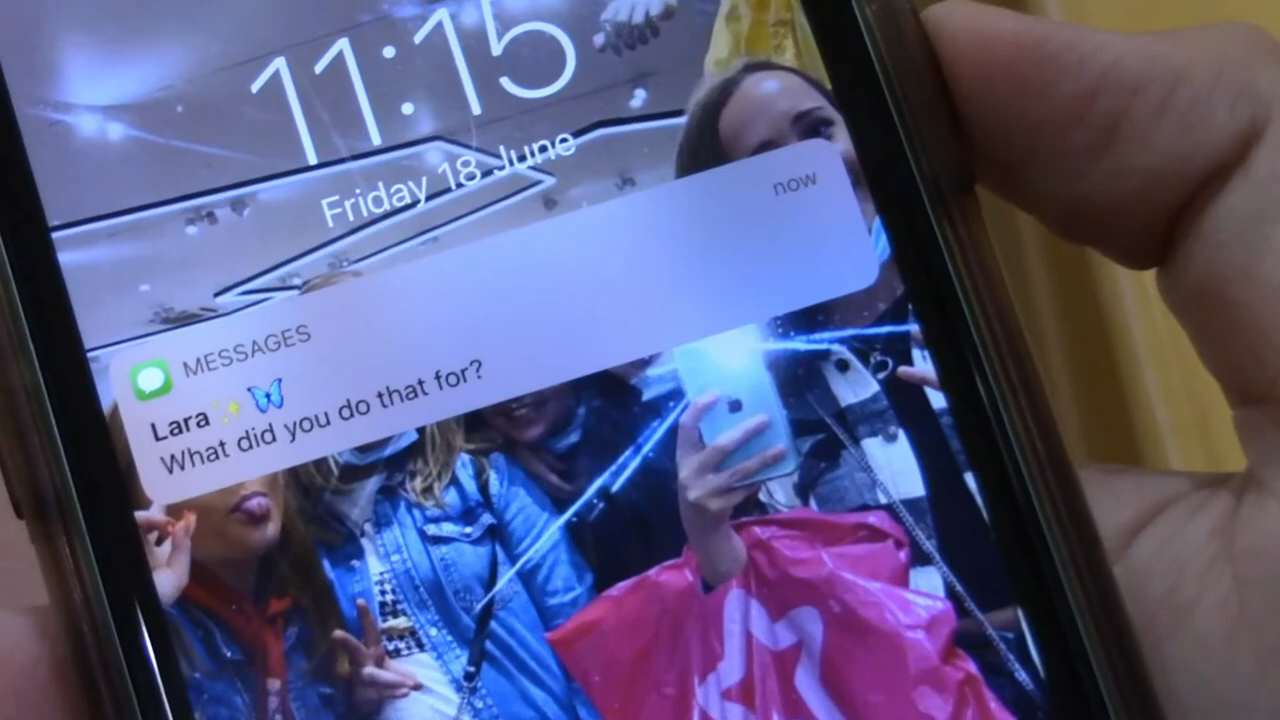 11:15
Friday 18 June
MESSAGES
now
Lara✨🦋
What did you do that for?